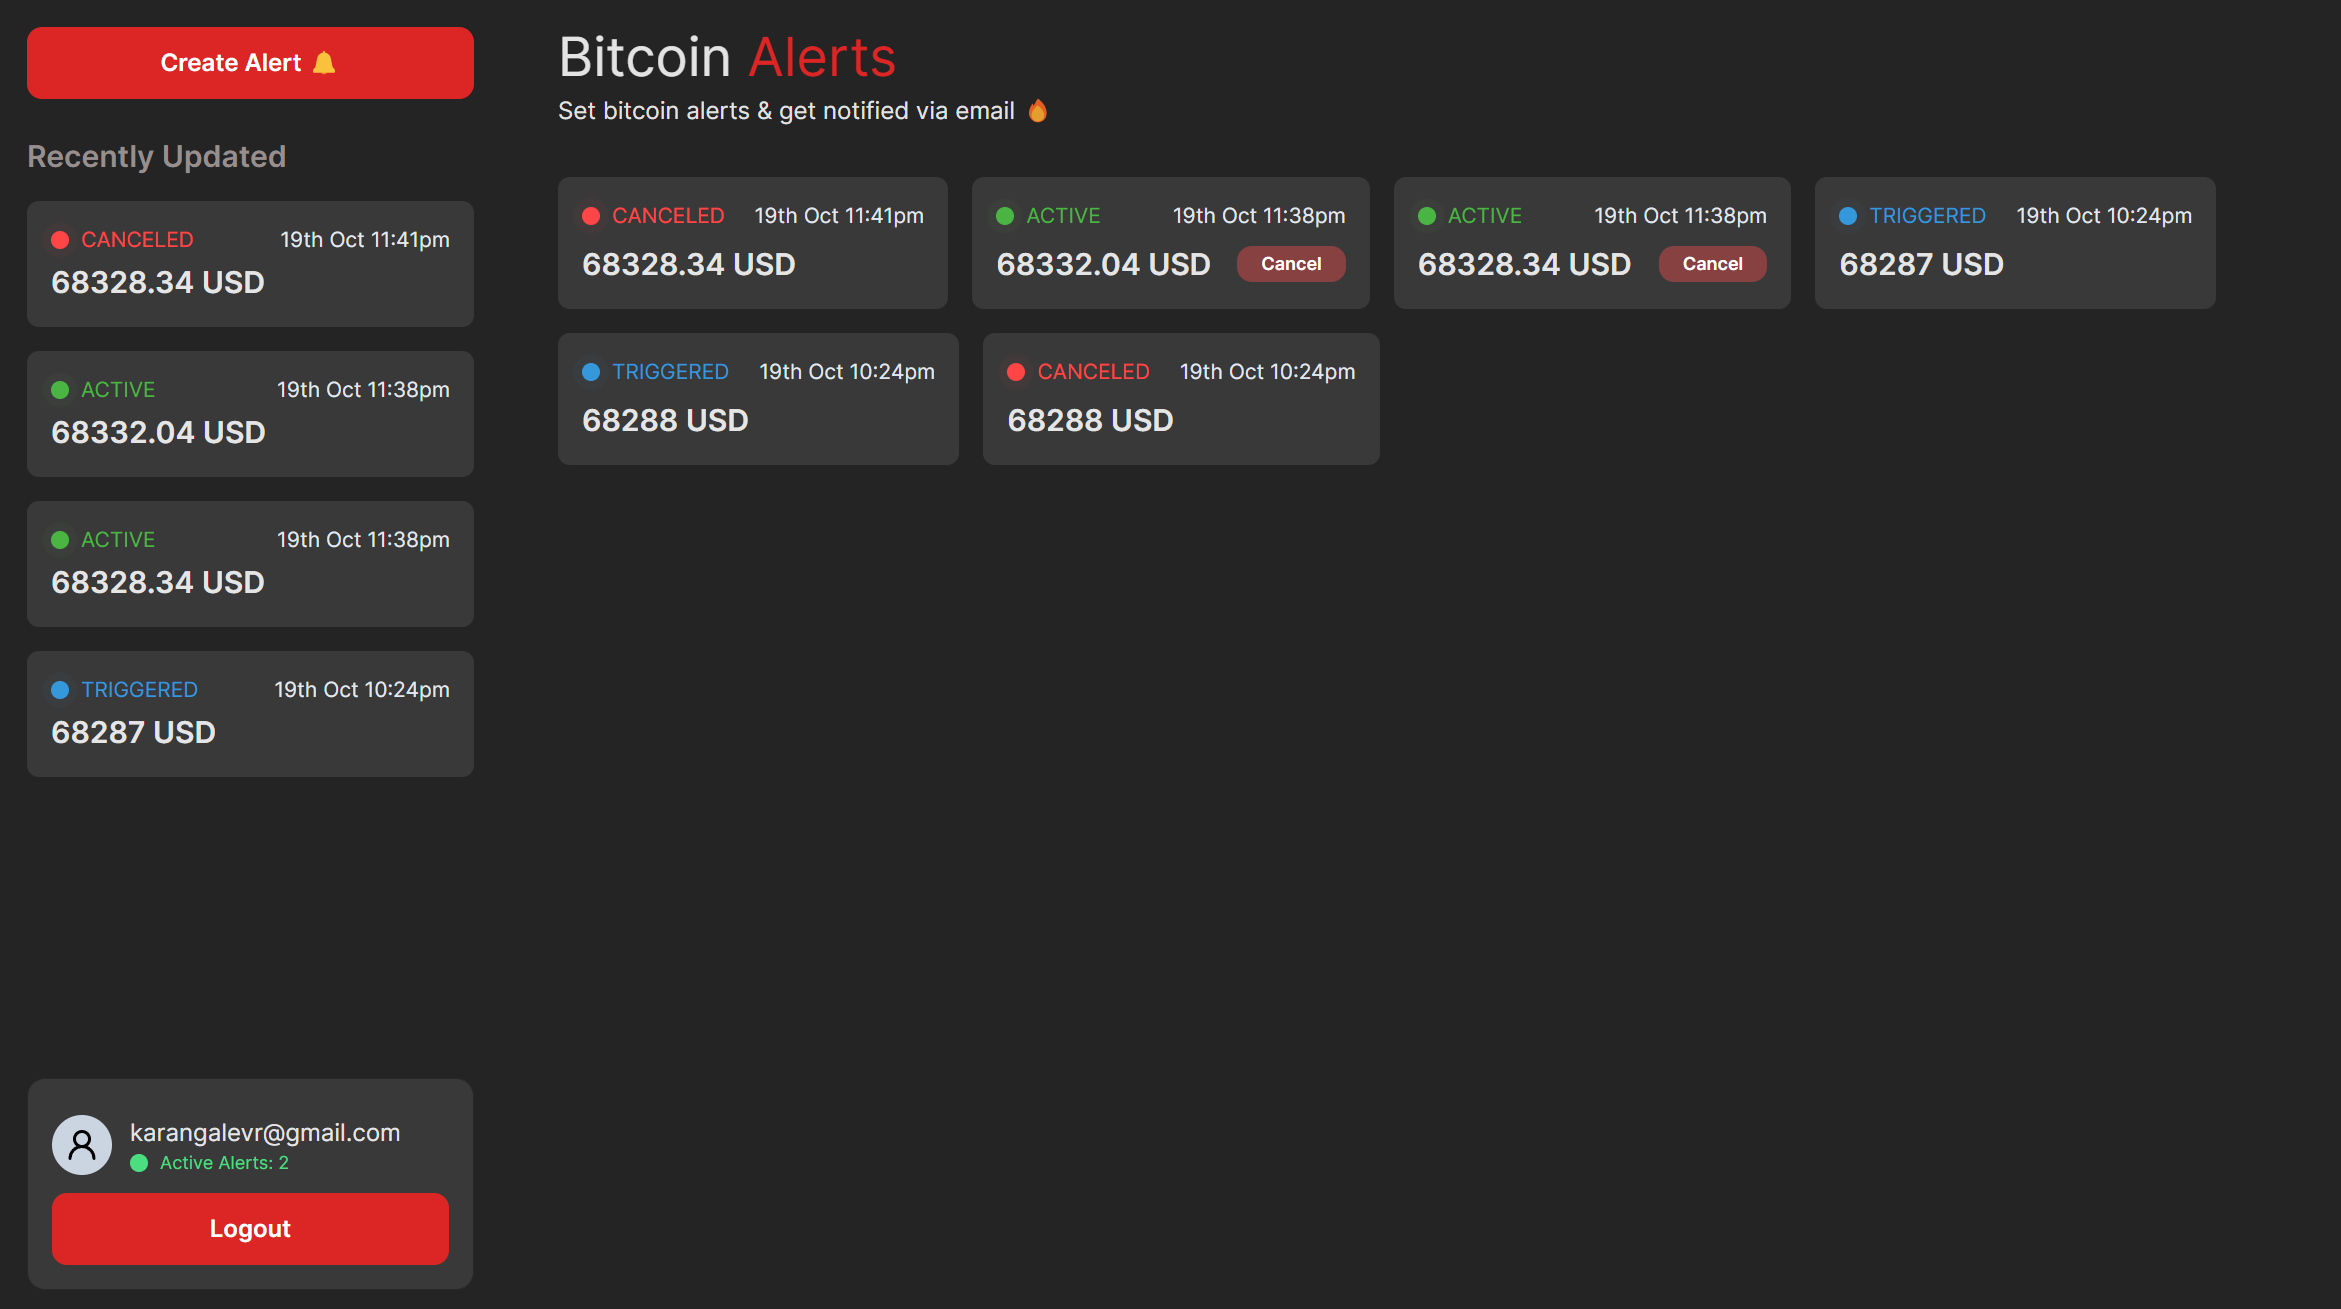 Create Alert 🔔
Recently Updated
CANCELED 19th Oct 11:41pm
68328.34 USD
ACTIVE 19th Oct 11:38pm
68332.04 USD
ACTIVE 19th Oct 11:38pm
68328.34 USD
TRIGGERED 19th Oct 10:24pm
68287 USD
karangalevr@gmail.com
Active Alerts: 2
Logout
Bitcoin Alerts
Set bitcoin alerts & get notified via email 🔥
CANCELED 19th Oct 11:41pm
68328.34 USD
ACTIVE 19th Oct 11:38pm
68332.04 USD Cancel
ACTIVE 19th Oct 11:38pm
68328.34 USD Cancel
TRIGGERED 19th Oct 10:24pm
68287 USD
TRIGGERED 19th Oct 10:24pm
68288 USD
CANCELED 19th Oct 10:24pm
68288 USD